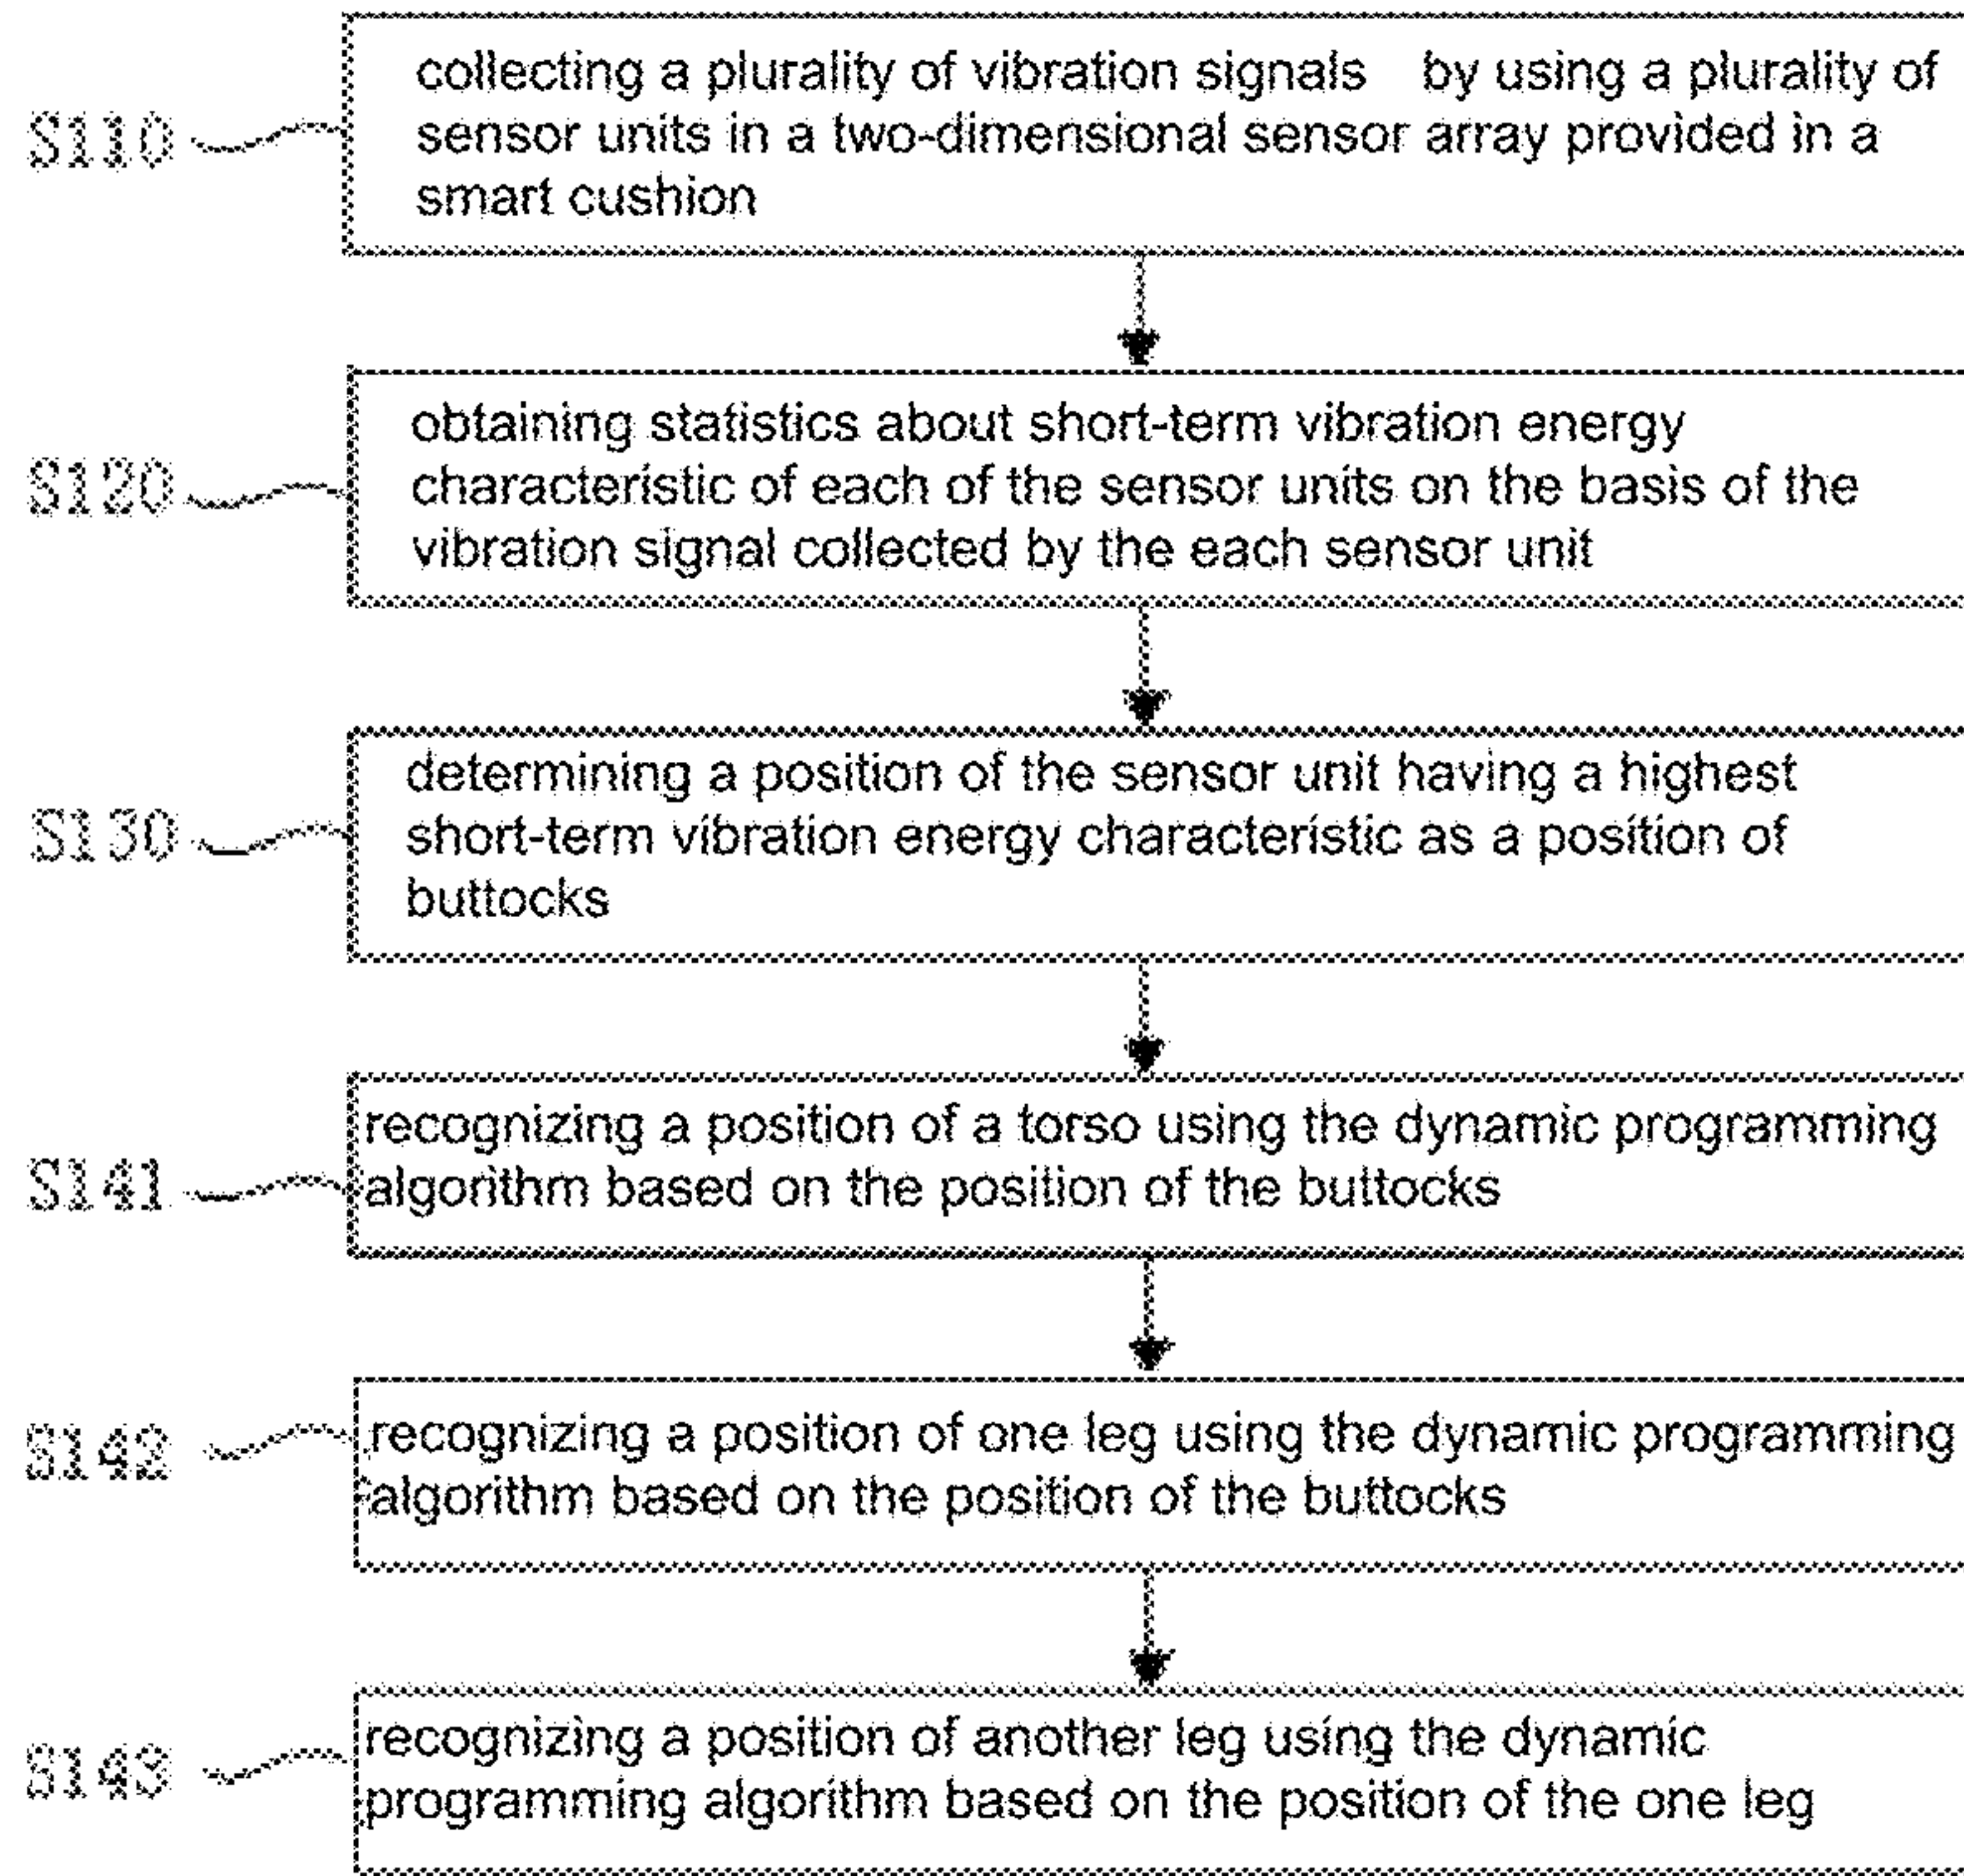 S110
collecting a plurality of vibration signals by using a plurality of
sensor units in a two-dimensional sensor array provided in a
smart cushion
S120
obtaining statistics about short-term vibration energy
characteristic of each of the sensor units on the basis of the
vibration signal collected by the each sensor unit
S130
determining a position of the sensor unit having a highest
short-term vibration energy characteristic as a position of
buttocks
S141
recognizing a position of a torso using the dynamic programming
algorithm based on the position of the buttocks
S142
recognizing a position of one leg using the dynamic programming
algorithm based on the position of the buttocks
S143
recognizing a position of another leg using the dynamic
programming algorithm based on the position of the one leg